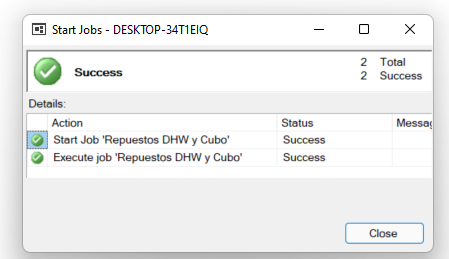 Start Jobs - DESKTOP-34T1EIQ
Success
2 Total
2 Success
Details:
Action Status Messag
Start Job 'Repuestos DHW y Cubo' Success
Execute job 'Repuestos DHW y Cubo' Success
Close